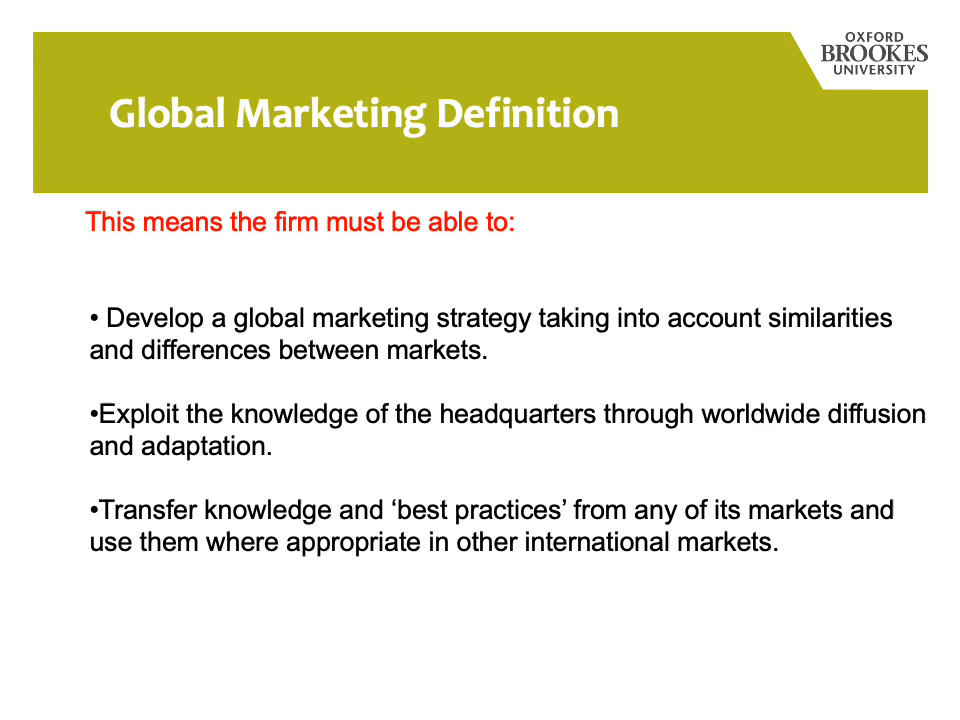 OXFORD
BROOKES
UNIVERSITY
Global Marketing Definition
This means the firm must be able to:
• Develop a global marketing strategy taking into account similarities
and differences between markets.
•Exploit the knowledge of the headquarters through worldwide diffusion
and adaptation.
•Transfer knowledge and ‘best practices’ from any of its markets and
use them where appropriate in other international markets.